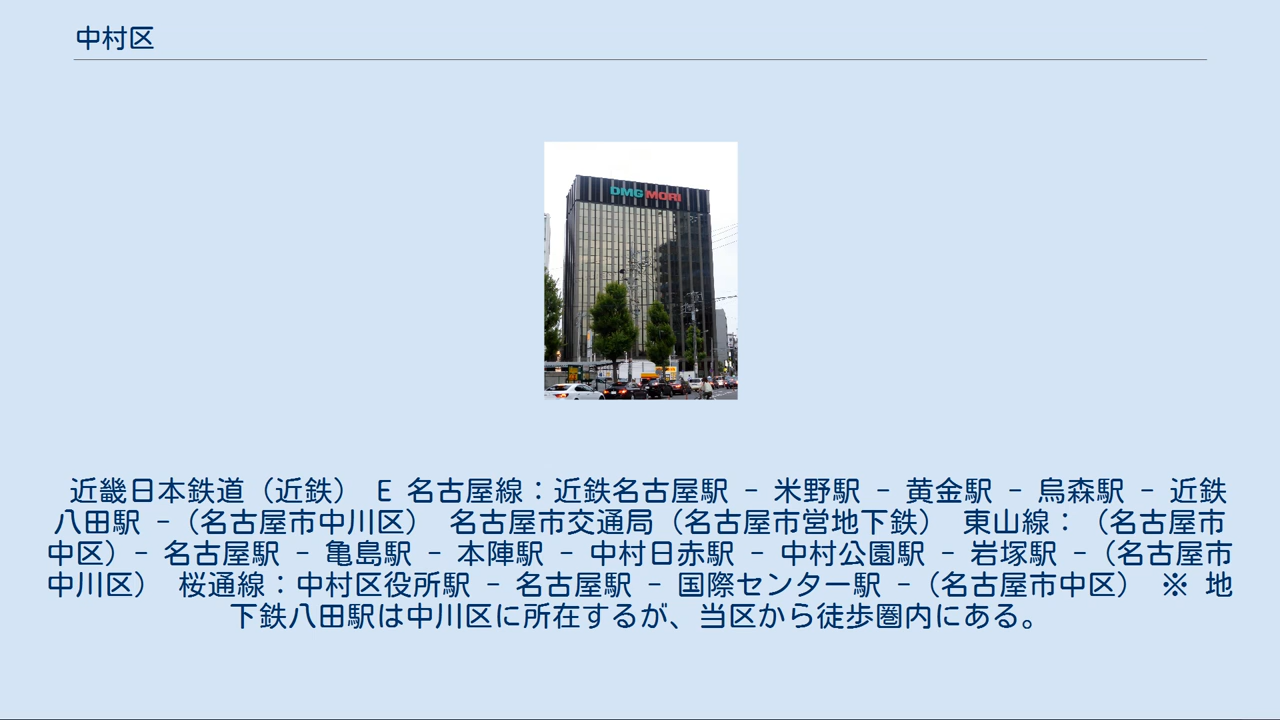 中村区
DMG MORI
近畿日本鉄道（近鉄） E 名古屋線：近鉄名古屋駅 - 米野駅 - 黄金駅 - 烏森駅 - 近鉄
八田駅 -（名古屋市中川区） 名古屋市交通局（名古屋市営地下鉄） 東山線：（名古屋市
中区）- 名古屋駅 - 亀島駅 - 本陣駅 - 中村日赤駅 - 中村公園駅 - 岩塚駅 -（名古屋市
中川区） 桜通線：中村区役所駅 - 名古屋駅 - 国際センター駅 -（名古屋市中区） ※ 地
下鉄八田駅は中川区に所在するが、当区から徒歩圏内にある。